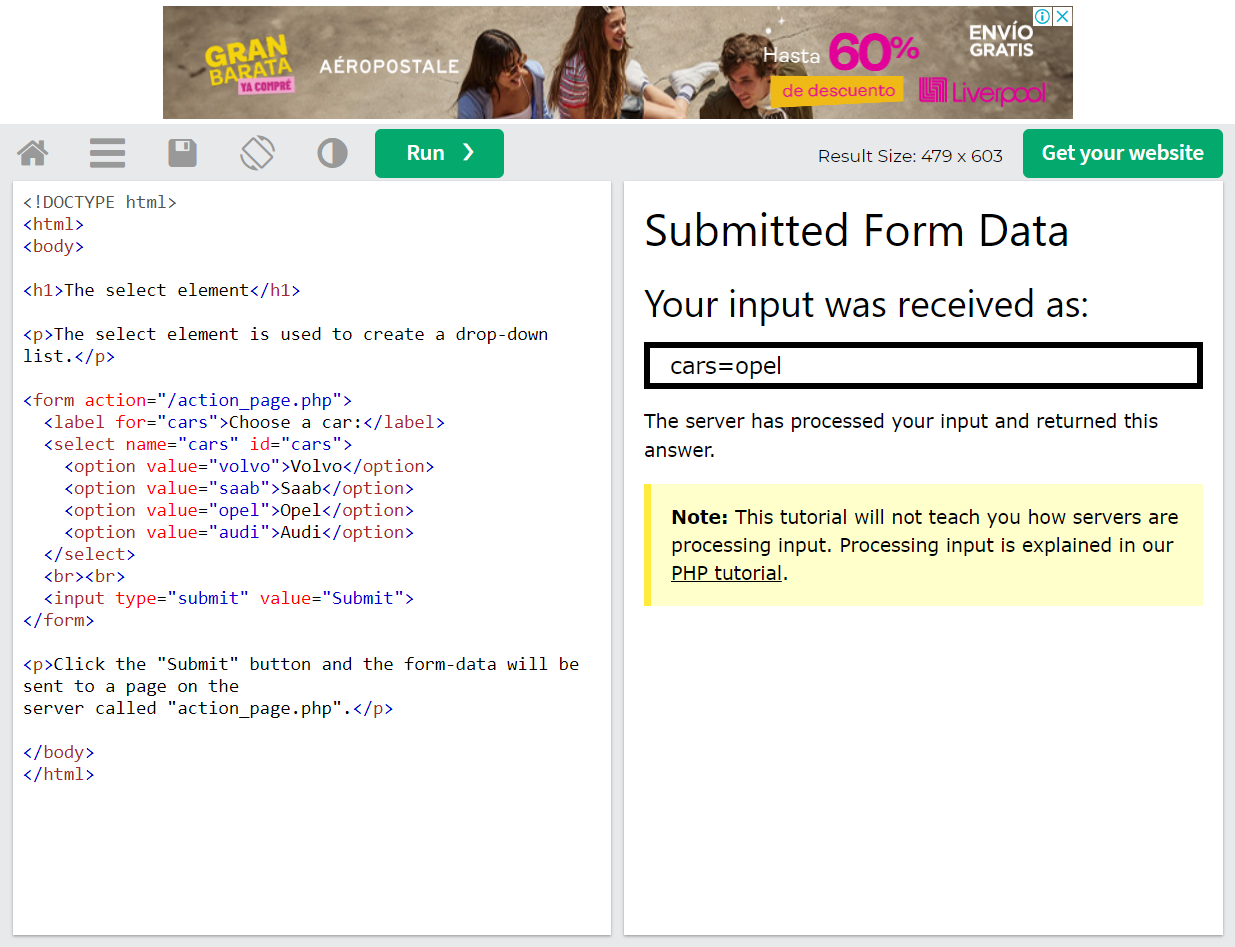 GRAN
BARATA
YA COMPRÉ
AÉROPOSTALE
Hasta 60%
de descuento
ENVÍO
GRATIS
Liverpool
Run ❯
Result Size: 479 x 603
Get your website
<!DOCTYPE html>
<html>
<body>
<h1>The select element</h1>
<p>The select element is used to create a drop-down
list.</p>
<form action="/action_page.php">
<label for="cars">Choose a car:</label>
<select name="cars" id="cars">
<option value="volvo">Volvo</option>
<option value="saab">Saab</option>
<option value="opel">Opel</option>
<option value="audi">Audi</option>
</select>
<br><br>
<input type="submit" value="Submit">
</form>
<p>Click the "Submit" button and the form-data will be
sent to a page on the
server called "action_page.php".</p>
</body>
</html>
Submitted Form Data
Your input was received as:
cars=opel
The server has processed your input and returned this
answer.
Note: This tutorial will not teach you how servers are
processing input. Processing input is explained in our
PHP tutorial.